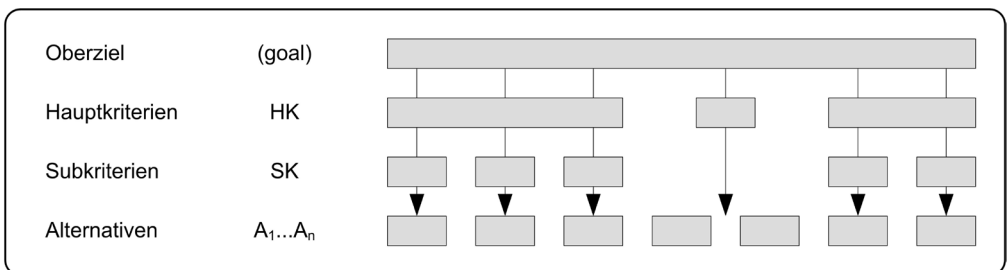 Oberziel (goal)
Hauptkriterien HK
Subkriterien SK
Alternativen A₁...Aₙ